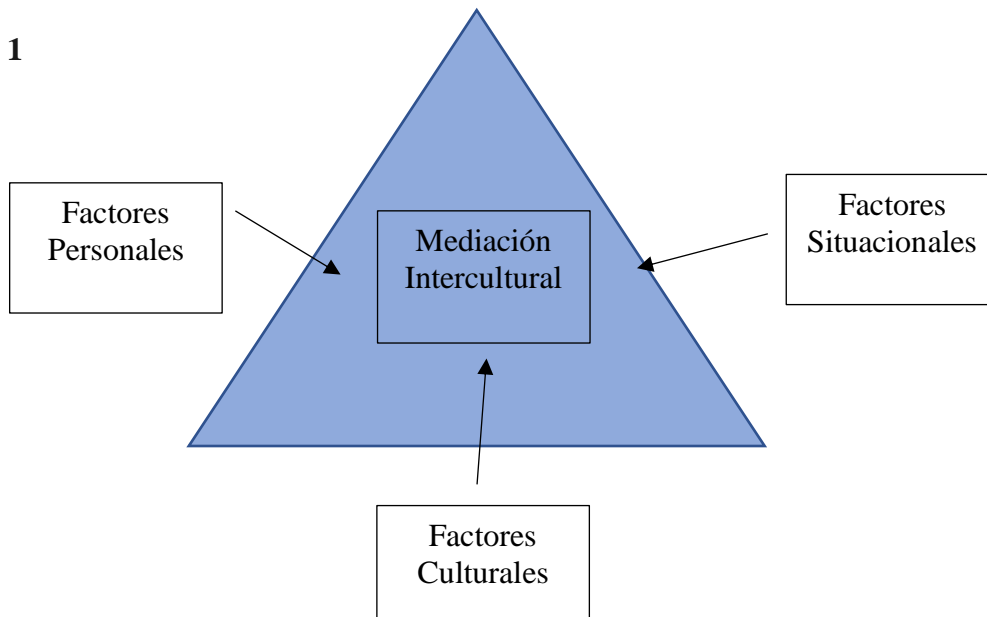 1
Factores
Personales
Mediación
Intercultural
Factores
Situacionales
Factores
Culturales